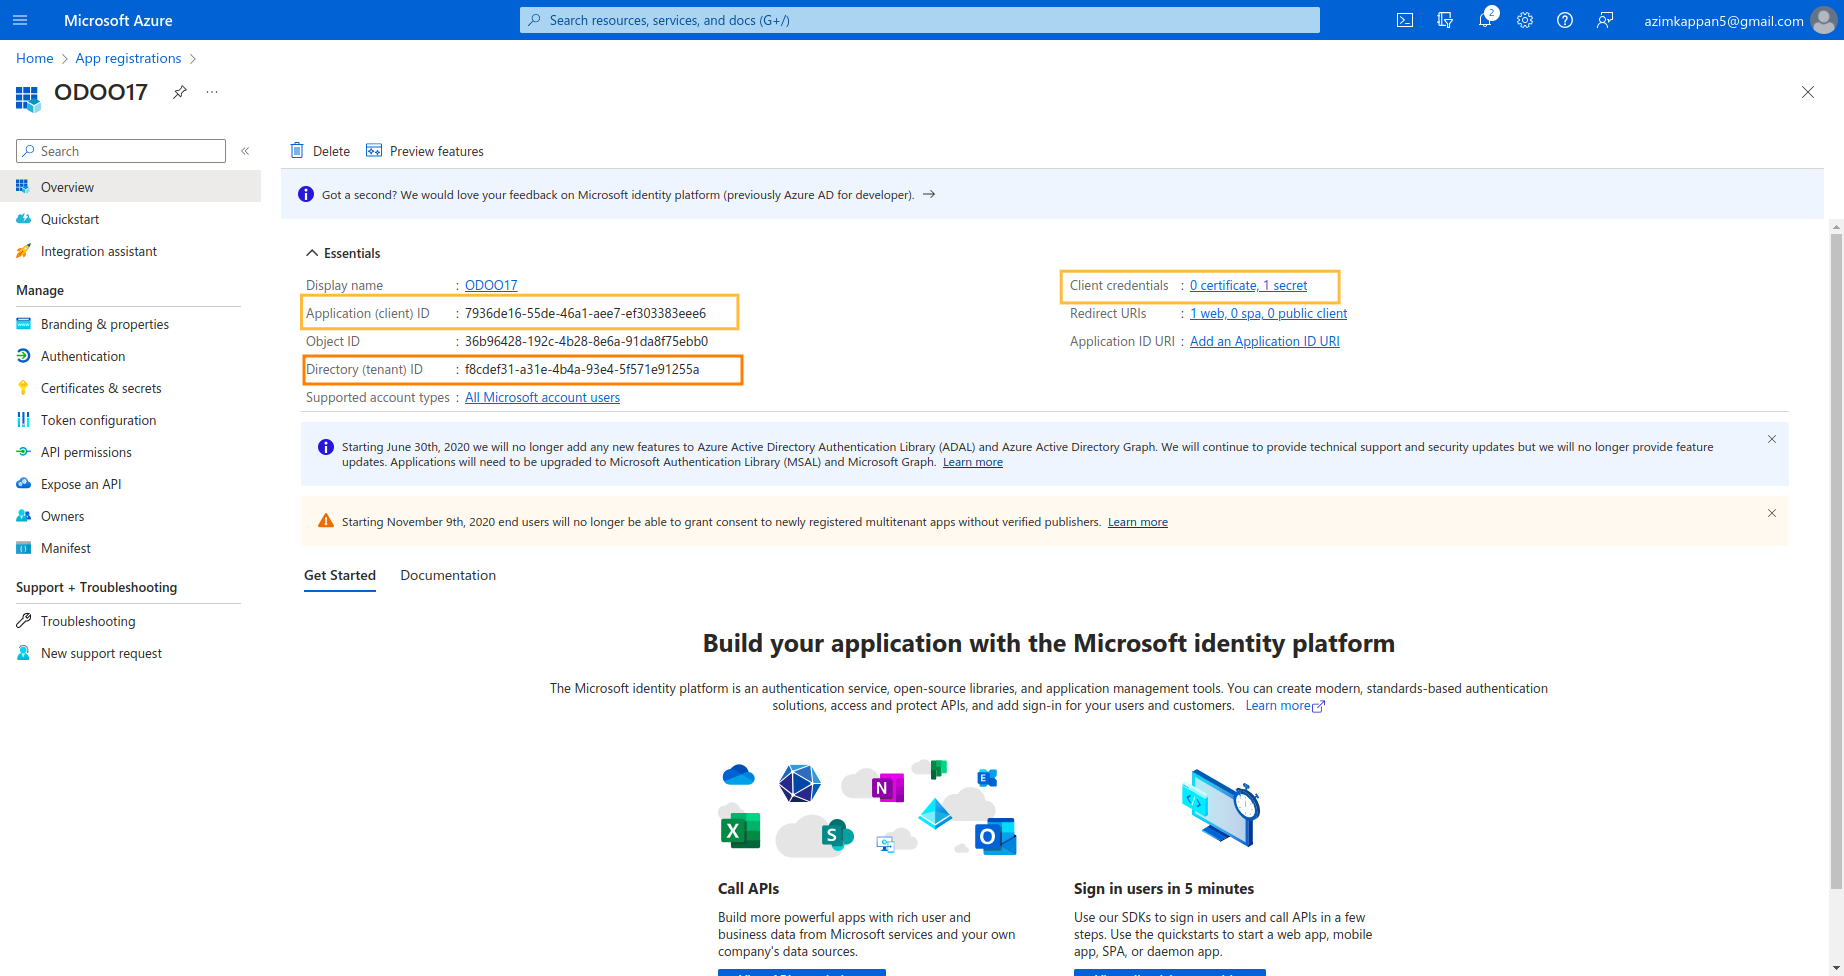 Microsoft Azure
Search resources, services, and docs (G+/)
2
azimkappan5@gmail.com
Home > App registrations >
ODOO17
...
Search
«
Overview
Quickstart
Integration assistant
Manage
Branding & properties
Authentication
Certificates & secrets
Token configuration
API permissions
Expose an API
Owners
Manifest
Support + Troubleshooting
Troubleshooting
New support request
Delete
Preview features
Got a second? We would love your feedback on Microsoft identity platform (previously Azure AD for developer). →
Essentials
Display name : ODOO17
Application (client) ID : 7936de16-55de-46a1-aee7-ef303383eee6
Object ID : 36b96428-192c-4b28-8e6a-91da8f75ebb0
Directory (tenant) ID : f8cdef31-a31e-4b4a-93e4-5f571e91255a
Supported account types : All Microsoft account users
Client credentials : 0 certificate, 1 secret
Redirect URIs : 1 web, 0 spa, 0 public client
Application ID URI : Add an Application ID URI
Starting June 30th, 2020 we will no longer add any new features to Azure Active Directory Authentication Library (ADAL) and Azure Active Directory Graph. We will continue to provide technical support and security updates but we will no longer provide feature
updates. Applications will need to be upgraded to Microsoft Authentication Library (MSAL) and Microsoft Graph. Learn more
Starting November 9th, 2020 end users will no longer be able to grant consent to newly registered multitenant apps without verified publishers. Learn more
Get Started
Documentation
Build your application with the Microsoft identity platform
The Microsoft identity platform is an authentication service, open-source libraries, and application management tools. You can create modern, standards-based authentication
solutions, access and protect APIs, and add sign-in for your users and customers. Learn more
N
E
X
S
O
Call APIs
Build more powerful apps with rich user and
business data from Microsoft services and your own
company's data sources.
Sign in users in 5 minutes
Use our SDKs to sign in users and call APIs in a few
steps. Use the quickstarts to start a web app, mobile
app, SPA, or daemon app.